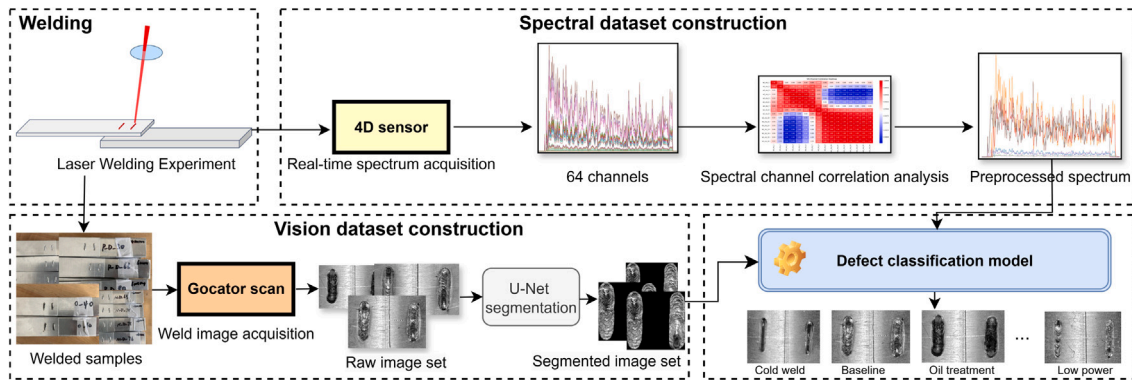 Welding
Laser Welding Experiment
Spectral dataset construction
4D sensor
Real-time spectrum acquisition
64 channels
Spectral channel correlation analysis
Preprocessed spectrum
Vision dataset construction
Welded samples
Gocator scan
Weld image acquisition
Raw image set
U-Net
segmentation
Segmented image set
Defect classification model
Cold weld
Baseline
Oil treatment
...
Low power